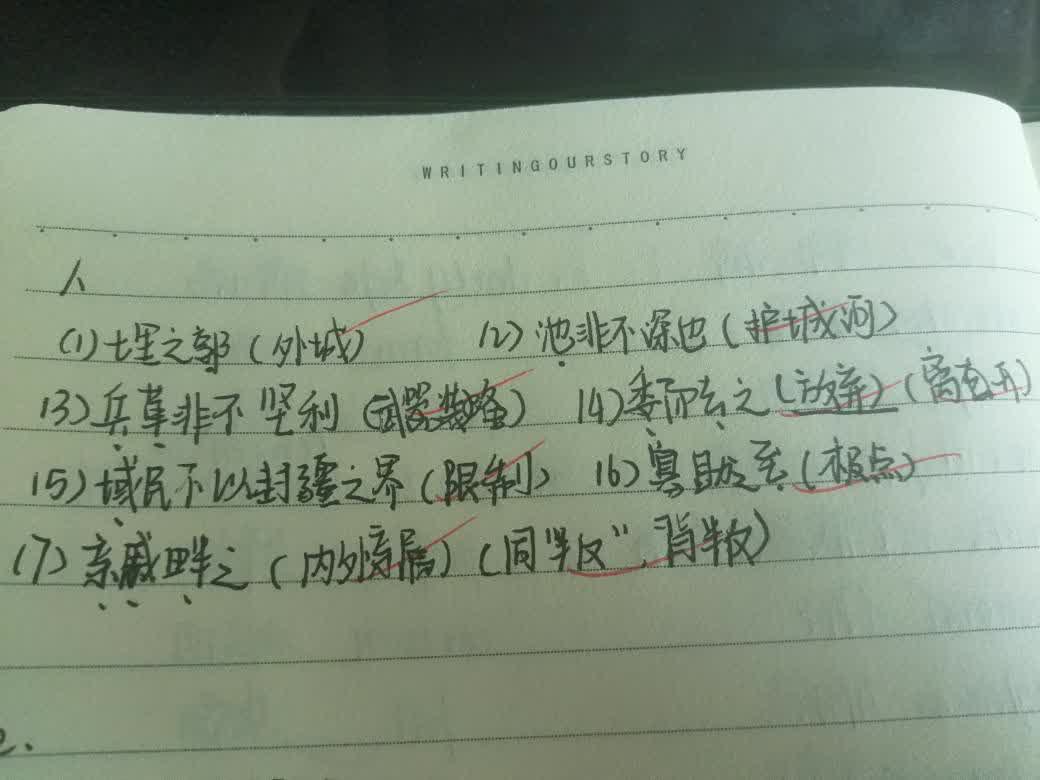 WRITINGOURSTORY
人
(1)七里之郭(外城) (2)池非不深也(护城河)
(3)兵革非不坚利(武器装备) (4)委而去之(放弃)(离开)
(5)域民不以封疆之界(限制) (6)寡助之至(极点)
(7)亲戚畔之(内外亲属)(同“叛”,背叛)
2.